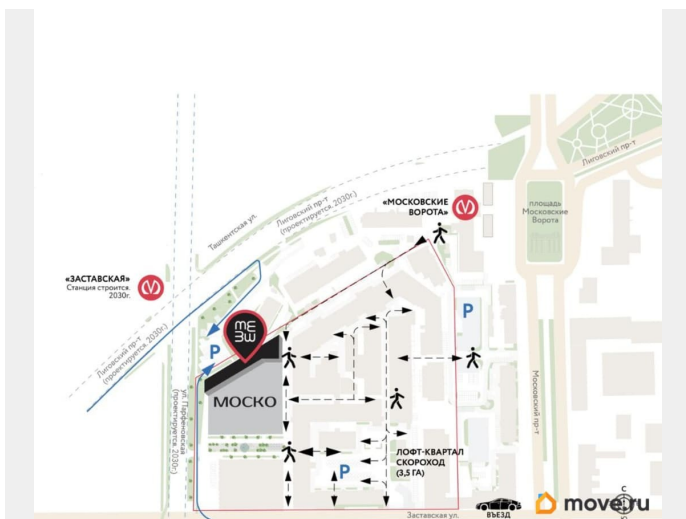 Лиговский пр-т
«МОСКОВСКИЕ
ВОРОТА»
площадь
Московские
Ворота
Лиговский пр-т
(проектируется, 2030г.)
Ташкентская ул.
«ЗАСТАВСКАЯ»
Станция строится.
2030г.
P
ME
3W
P
Лиговский пр-т
(проектируется, 2030г.)
ул. Парфёновская
(проектируется, 2030г.)
МОСКО
Московский пр-т
ЛОФТ-КВАРТАЛ
СКОРОХОД
(3,5 ГА)
P
Заставская ул.
ВЪЕЗД
move.ru
С